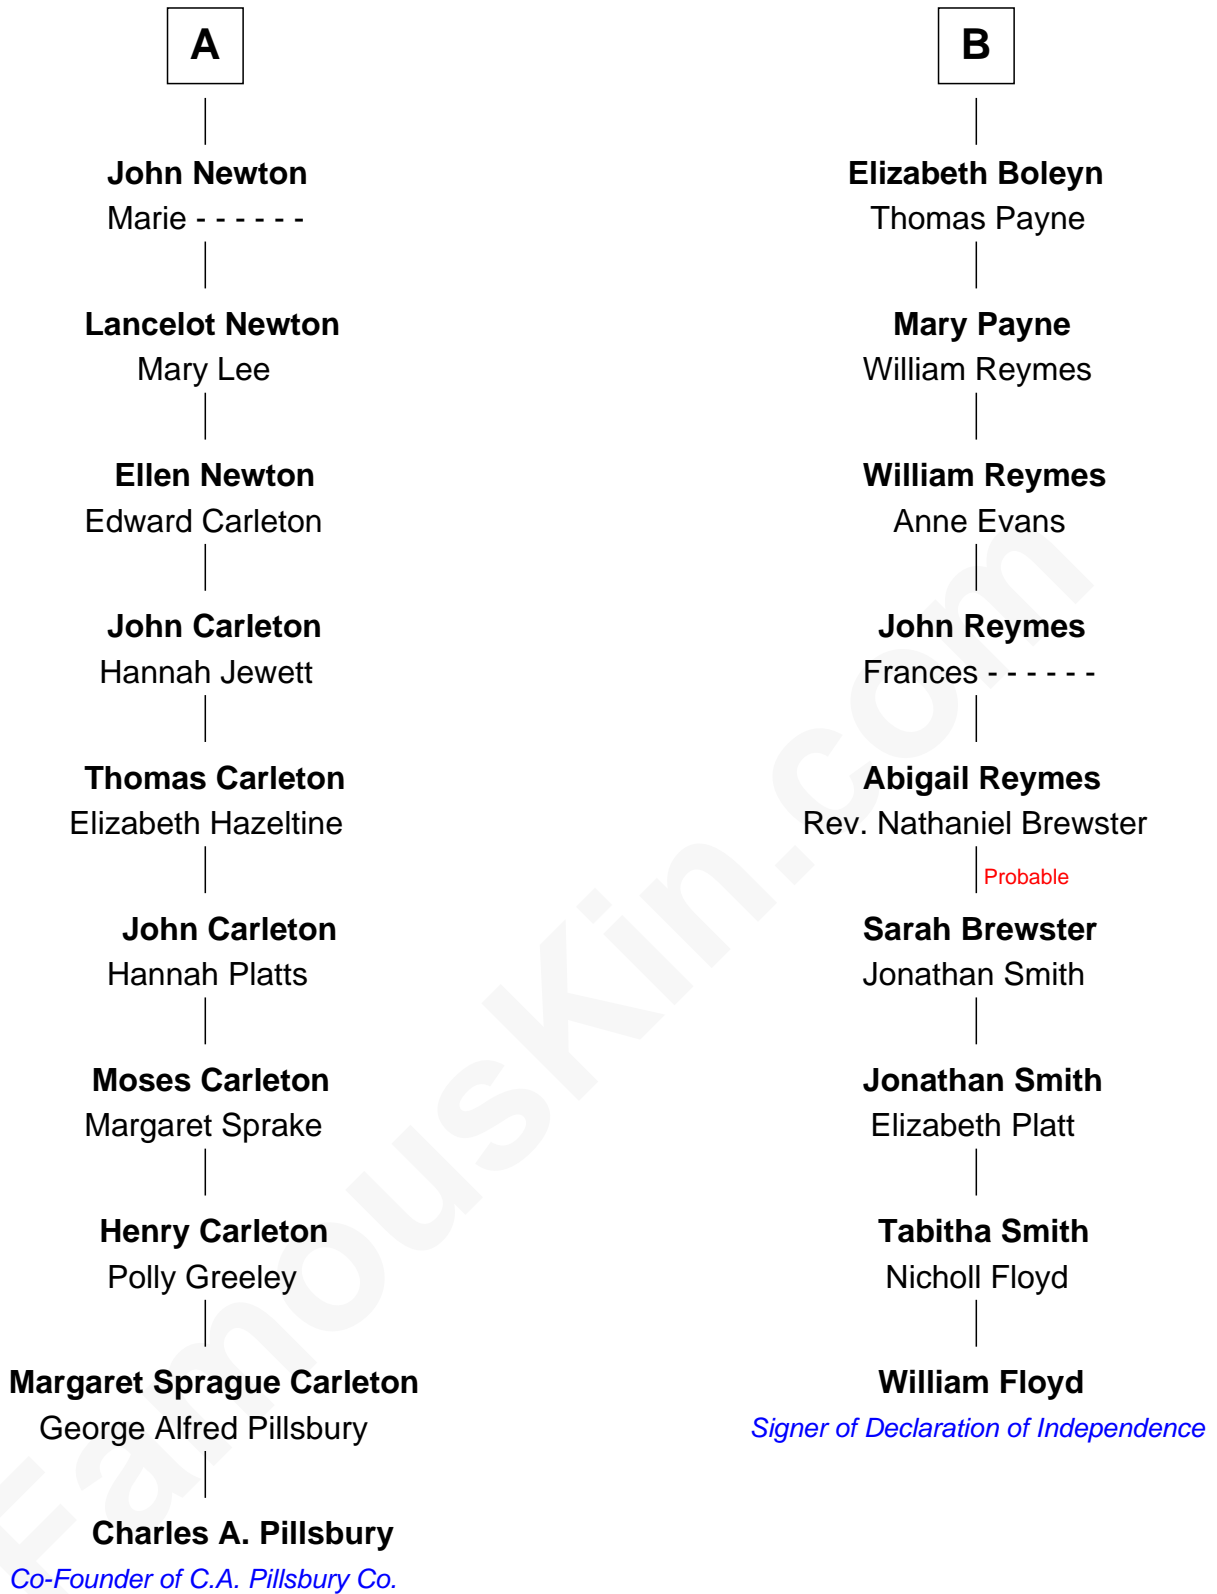 A
John Newton
Marie - - - - - -
Lancelot Newton
Mary Lee
Ellen Newton
Edward Carleton
John Carleton
Hannah Jewett
Thomas Carleton
Elizabeth Hazeltine
John Carleton
Hannah Platts
Moses Carleton
Margaret Sprake
Henry Carleton
Polly Greeley
Margaret Sprague Carleton
George Alfred Pillsbury
Charles A. Pillsbury
Co-Founder of C.A. Pillsbury Co.
B
Elizabeth Boleyn
Thomas Payne
Mary Payne
William Reymes
William Reymes
Anne Evans
John Reymes
Frances - - - - - -
Abigail Reymes
Rev. Nathaniel Brewster
Probable
Sarah Brewster
Jonathan Smith
Jonathan Smith
Elizabeth Platt
Tabitha Smith
Nicholl Floyd
William Floyd
Signer of Declaration of Independence
FamousKin.com